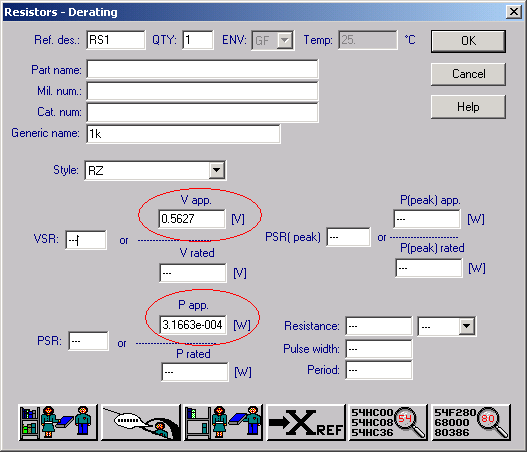 Resistors - Derating
Ref. des.: RS1 QTY: 1 ENV: GF Temp: 25. °C OK
Part name: Cancel
Mil. num.:
Cat. num: Help
Generic name: 1k
Style: RZ
V app. P(peak) app.
0.5627 [V] --- [W]
VSR: --- or ---------------------- PSR( peak) --- or ----------------------
V rated P(peak) rated
--- [V] --- [W]
P app.
3.1663e-004 [W] Resistance: --- ---
PSR: --- or ----------------------
P rated Pulse width: ---
--- [W] Period: ---
XREF 54HC00 54HC08 54HC36 54 54F280 68000 80386 80